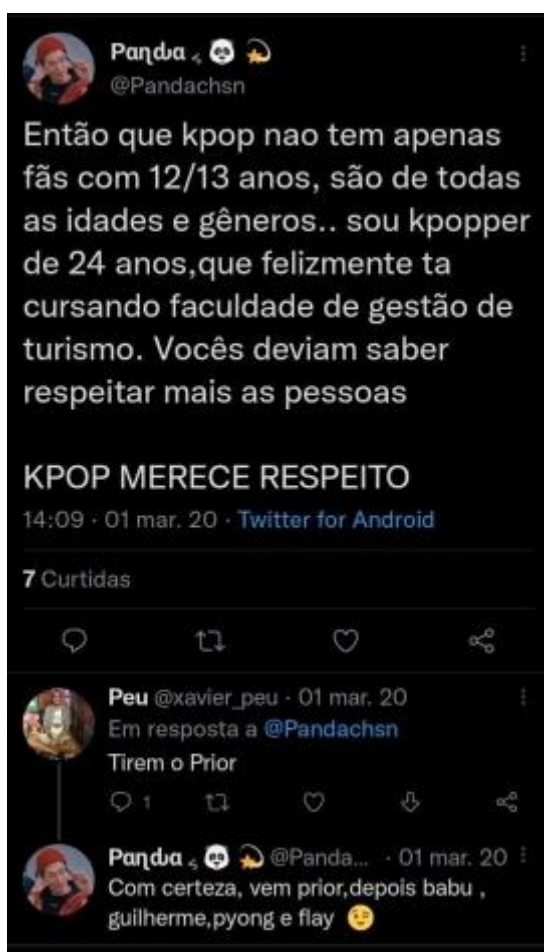 Panda 🐼 💫
@Pandachsn
Então que kpop nao tem apenas
fãs com 12/13 anos, são de todas
as idades e gêneros.. sou kpopper
de 24 anos,que felizmente ta
cursando faculdade de gestão de
turismo. Vocês deviam saber
respeitar mais as pessoas
KPOP MERECE RESPEITO
14:09 · 01 mar. 20 · Twitter for Android
7 Curtidas
Peu @xavier_peu · 01 mar. 20
Em resposta a @Pandachsn
Tirem o Prior
1
Panda 🐼 💫 @Panda... · 01 mar. 20
Com certeza, vem prior,depois babu ,
guilherme,pyong e flay 😉